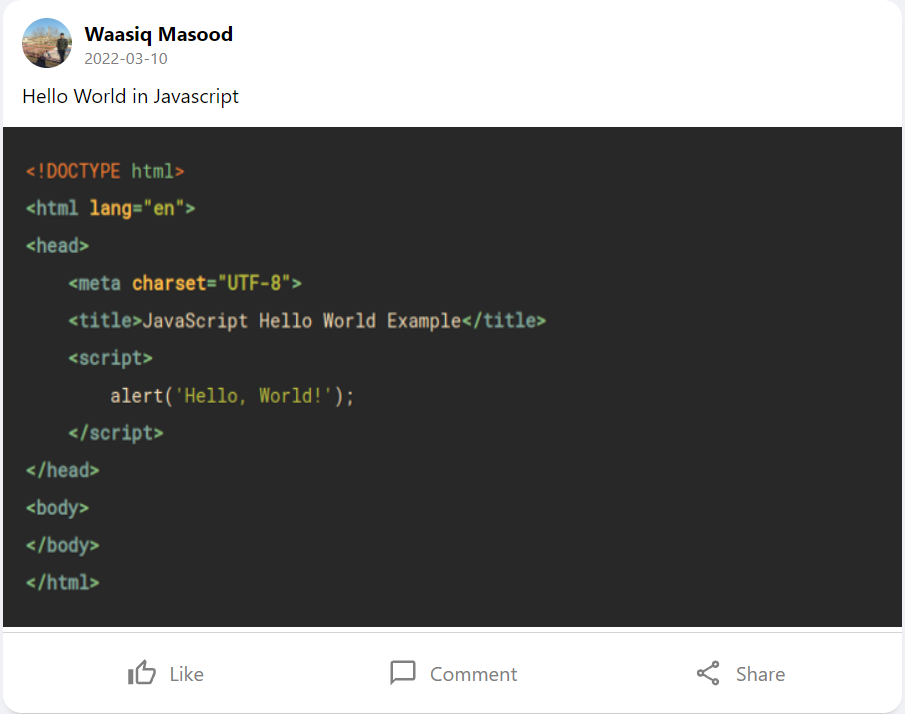 Waasiq Masood
2022-03-10
Hello World in Javascript
<!DOCTYPE html>
<html lang="en">
<head>
    <meta charset="UTF-8">
    <title>JavaScript Hello World Example</title>
    <script>
        alert('Hello, World!');
    </script>
</head>
<body>
</body>
</html>
Like Comment Share